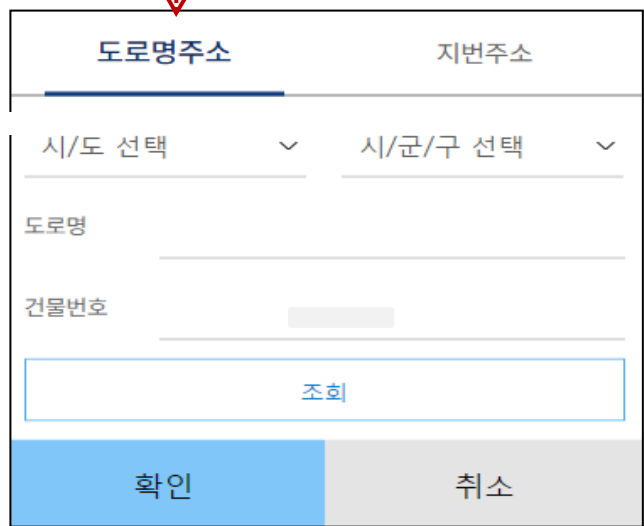 도로명주소 지번주소
시/도 선택 시/군/구 선택
도로명
건물번호
조회
확인 취소